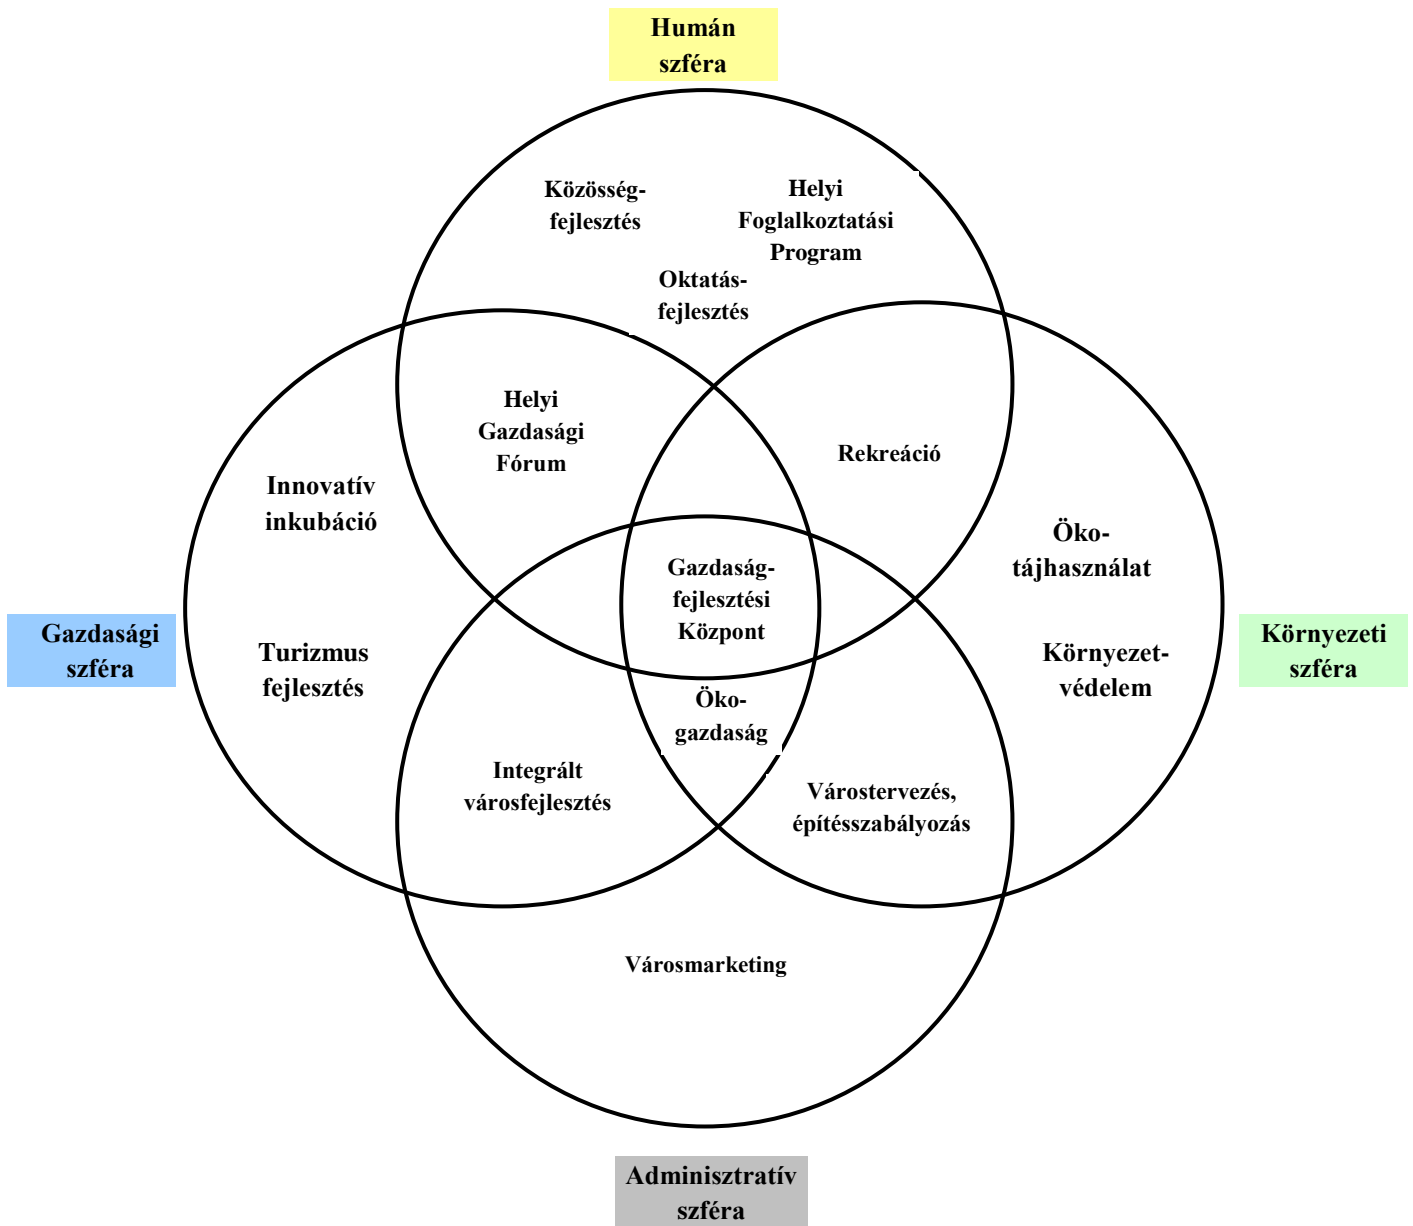 Humán
szféra
Közösség-
fejlesztés
Helyi
Foglalkoztatási
Program
Oktatás-
fejlesztés
Helyi
Gazdasági
Fórum
Rekreáció
Innovatív
inkubáció
Öko-
tájhasználat
Gazdaság-
fejlesztési
Központ
Gazdasági
szféra
Turizmus
fejlesztés
Környezet-
védelem
Környezeti
szféra
Öko-
gazdaság
Integrált
városfejlesztés
Várostervezés,
építésszabályozás
Városmarketing
Adminisztratív
szféra